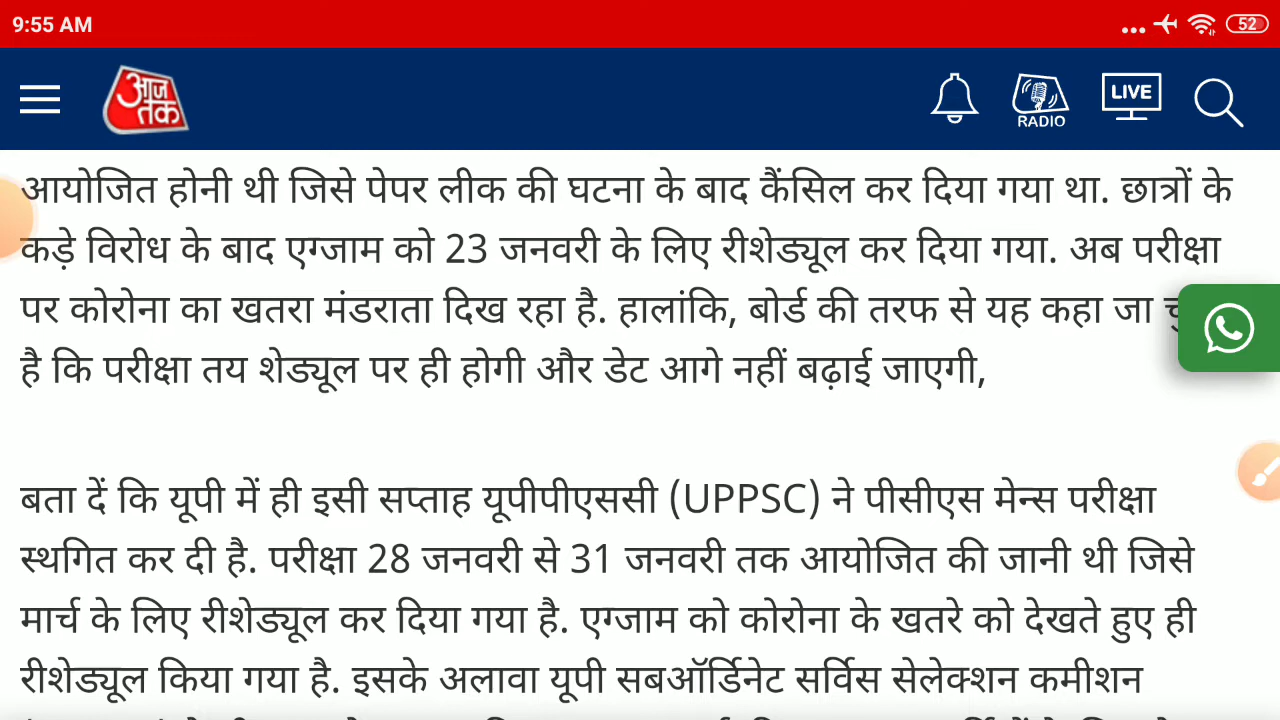 9:55 AM
52
आज तक
RADIO
LIVE
आयोजित होनी थी जिसे पेपर लीक की घटना के बाद कैंसिल कर दिया गया था. छात्रों के
कड़े विरोध के बाद एग्जाम को 23 जनवरी के लिए रीशेड्यूल कर दिया गया. अब परीक्षा
पर कोरोना का खतरा मंडराता दिख रहा है. हालांकि, बोर्ड की तरफ से यह कहा जा
है कि परीक्षा तय शेड्यूल पर ही होगी और डेट आगे नहीं बढ़ाई जाएगी,
बता दें कि यूपी में ही इसी सप्ताह यूपीपीएससी (UPPSC) ने पीसीएस मेन्स परीक्षा
स्थगित कर दी है. परीक्षा 28 जनवरी से 31 जनवरी तक आयोजित की जानी थी जिसे
मार्च के लिए रीशेड्यूल कर दिया गया है. एग्जाम को कोरोना के खतरे को देखते हुए ही
रीशेड्यूल किया गया है. इसके अलावा यूपी सबऑर्डिनेट सर्विस सेलेक्शन कमीशन